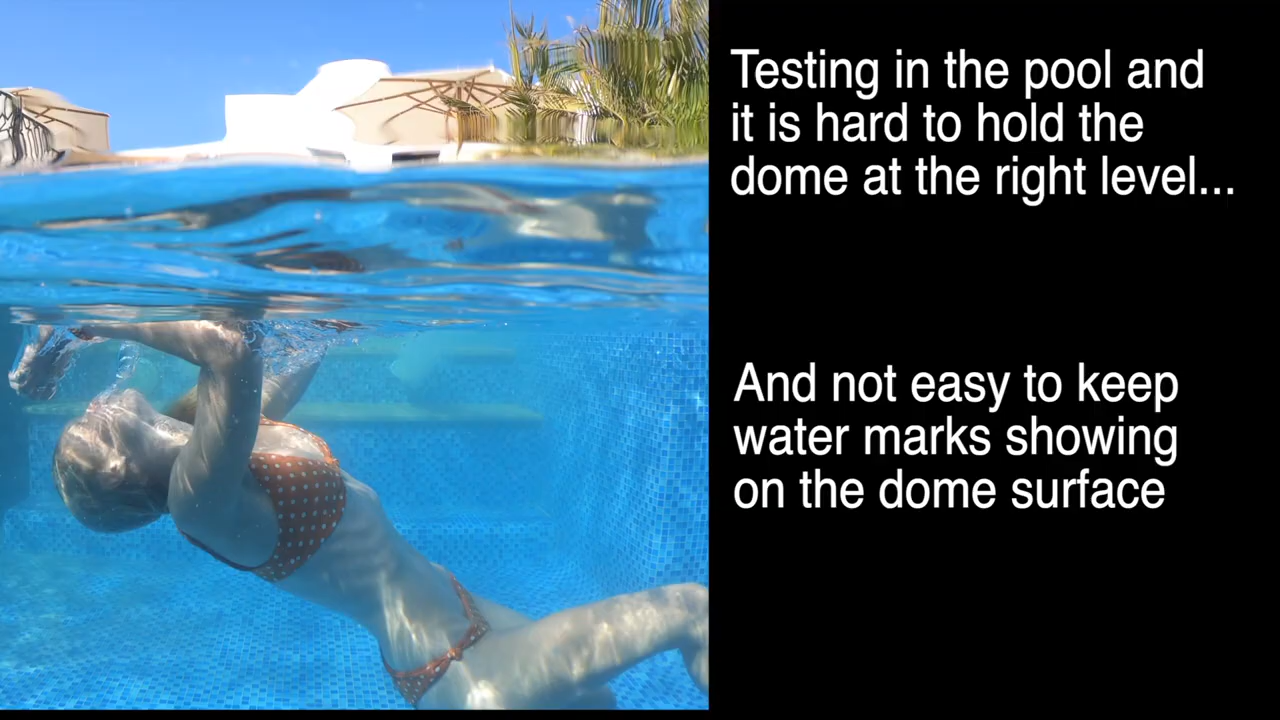 Testing in the pool and
it is hard to hold the
dome at the right level...
And not easy to keep
water marks showing
on the dome surface